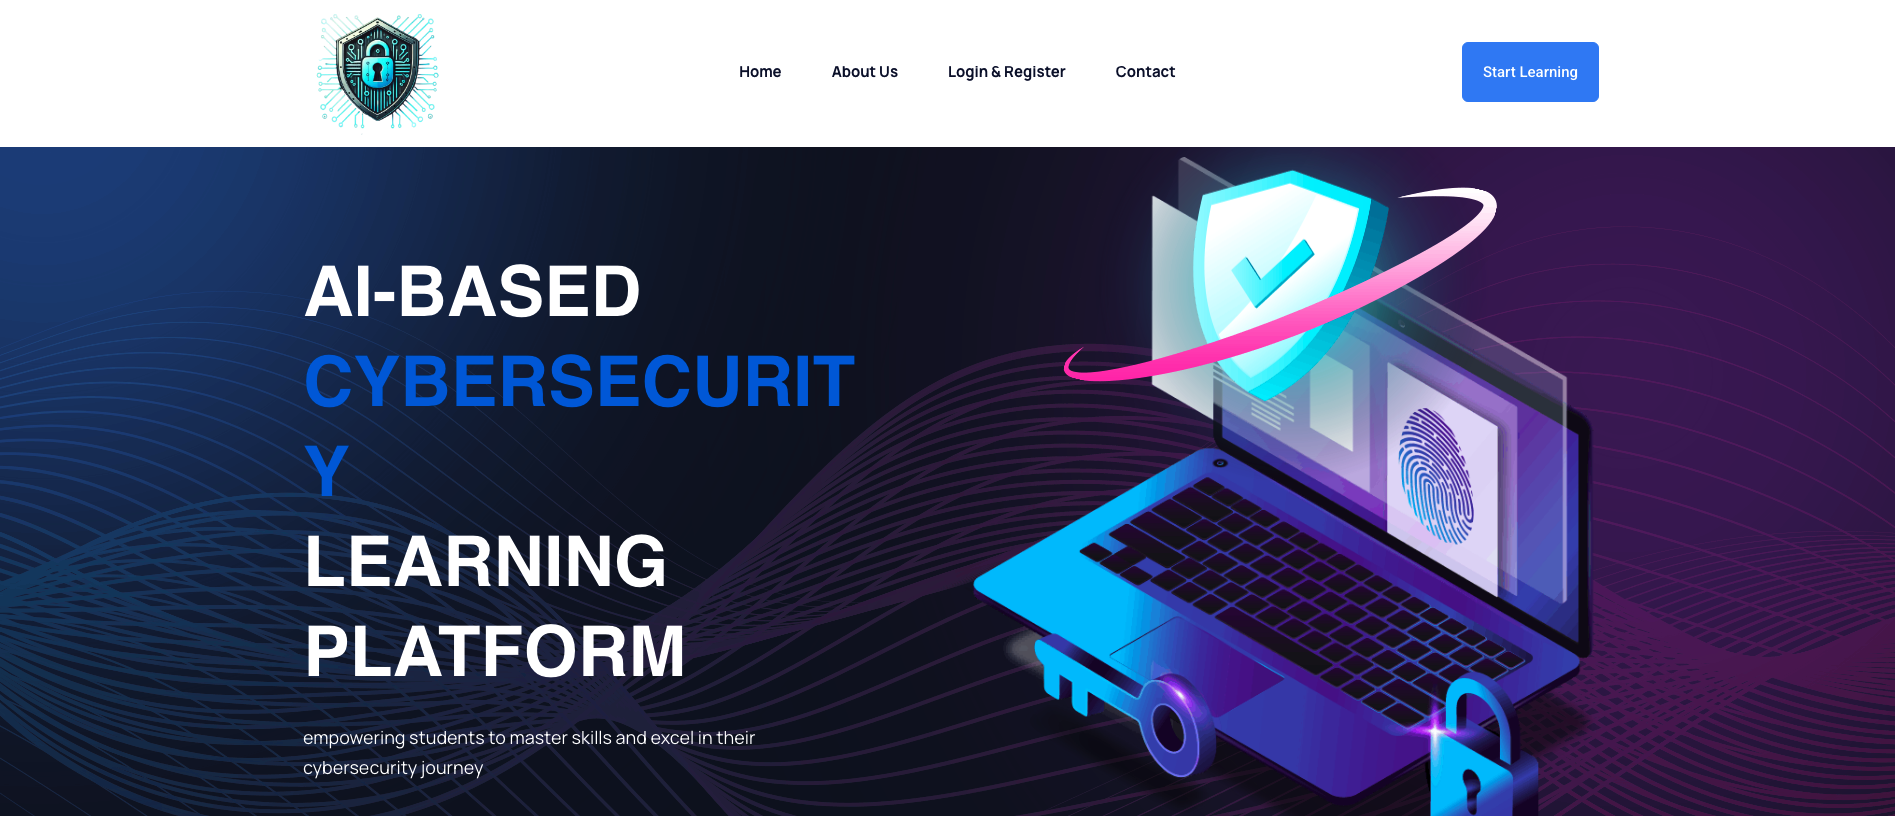 Home
About Us
Login & Register
Contact
Start Learning
AI-BASED
CYBERSECURIT
Y
LEARNING
PLATFORM
empowering students to master skills and excel in their
cybersecurity journey